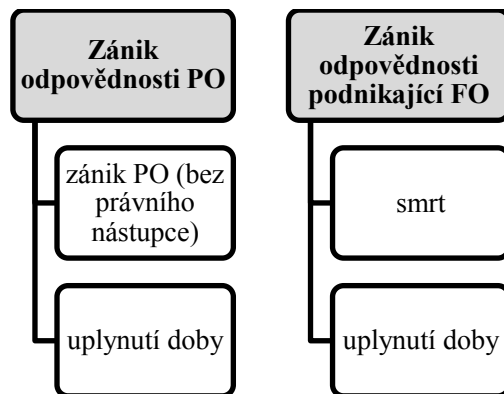 Zánik
odpovědnosti PO
zánik PO (bez
právního
nástupce)
uplynutí doby
Zánik
odpovědnosti
podnikající FO
smrt
uplynutí doby